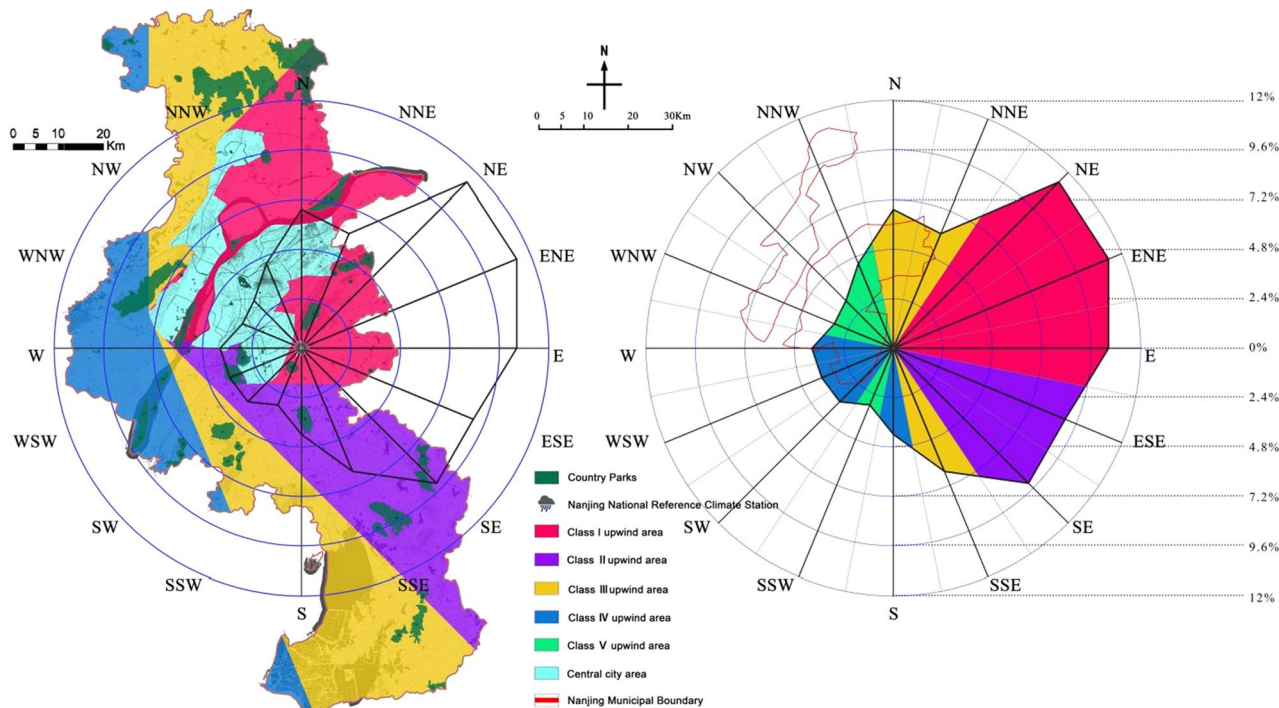 N
NNE
NE
ENE
E
ESE
SE
SSE
S
SSW
SW
WSW
W
WNW
NW
NNW
0 5 10 20
Km
N
0 5 10 20 30Km
Country Parks
Nanjing National Reference Climate Station
Class I upwind area
Class II upwind area
Class III upwind area
Class IV upwind area
Class V upwind area
Central city area
Nanjing Municipal Boundary
N
NNE
NE
ENE
E
ESE
SE
SSE
S
SSW
SW
WSW
W
WNW
NW
NNW
12%
9.6%
7.2%
4.8%
2.4%
0%
2.4%
4.8%
7.2%
9.6%
12%